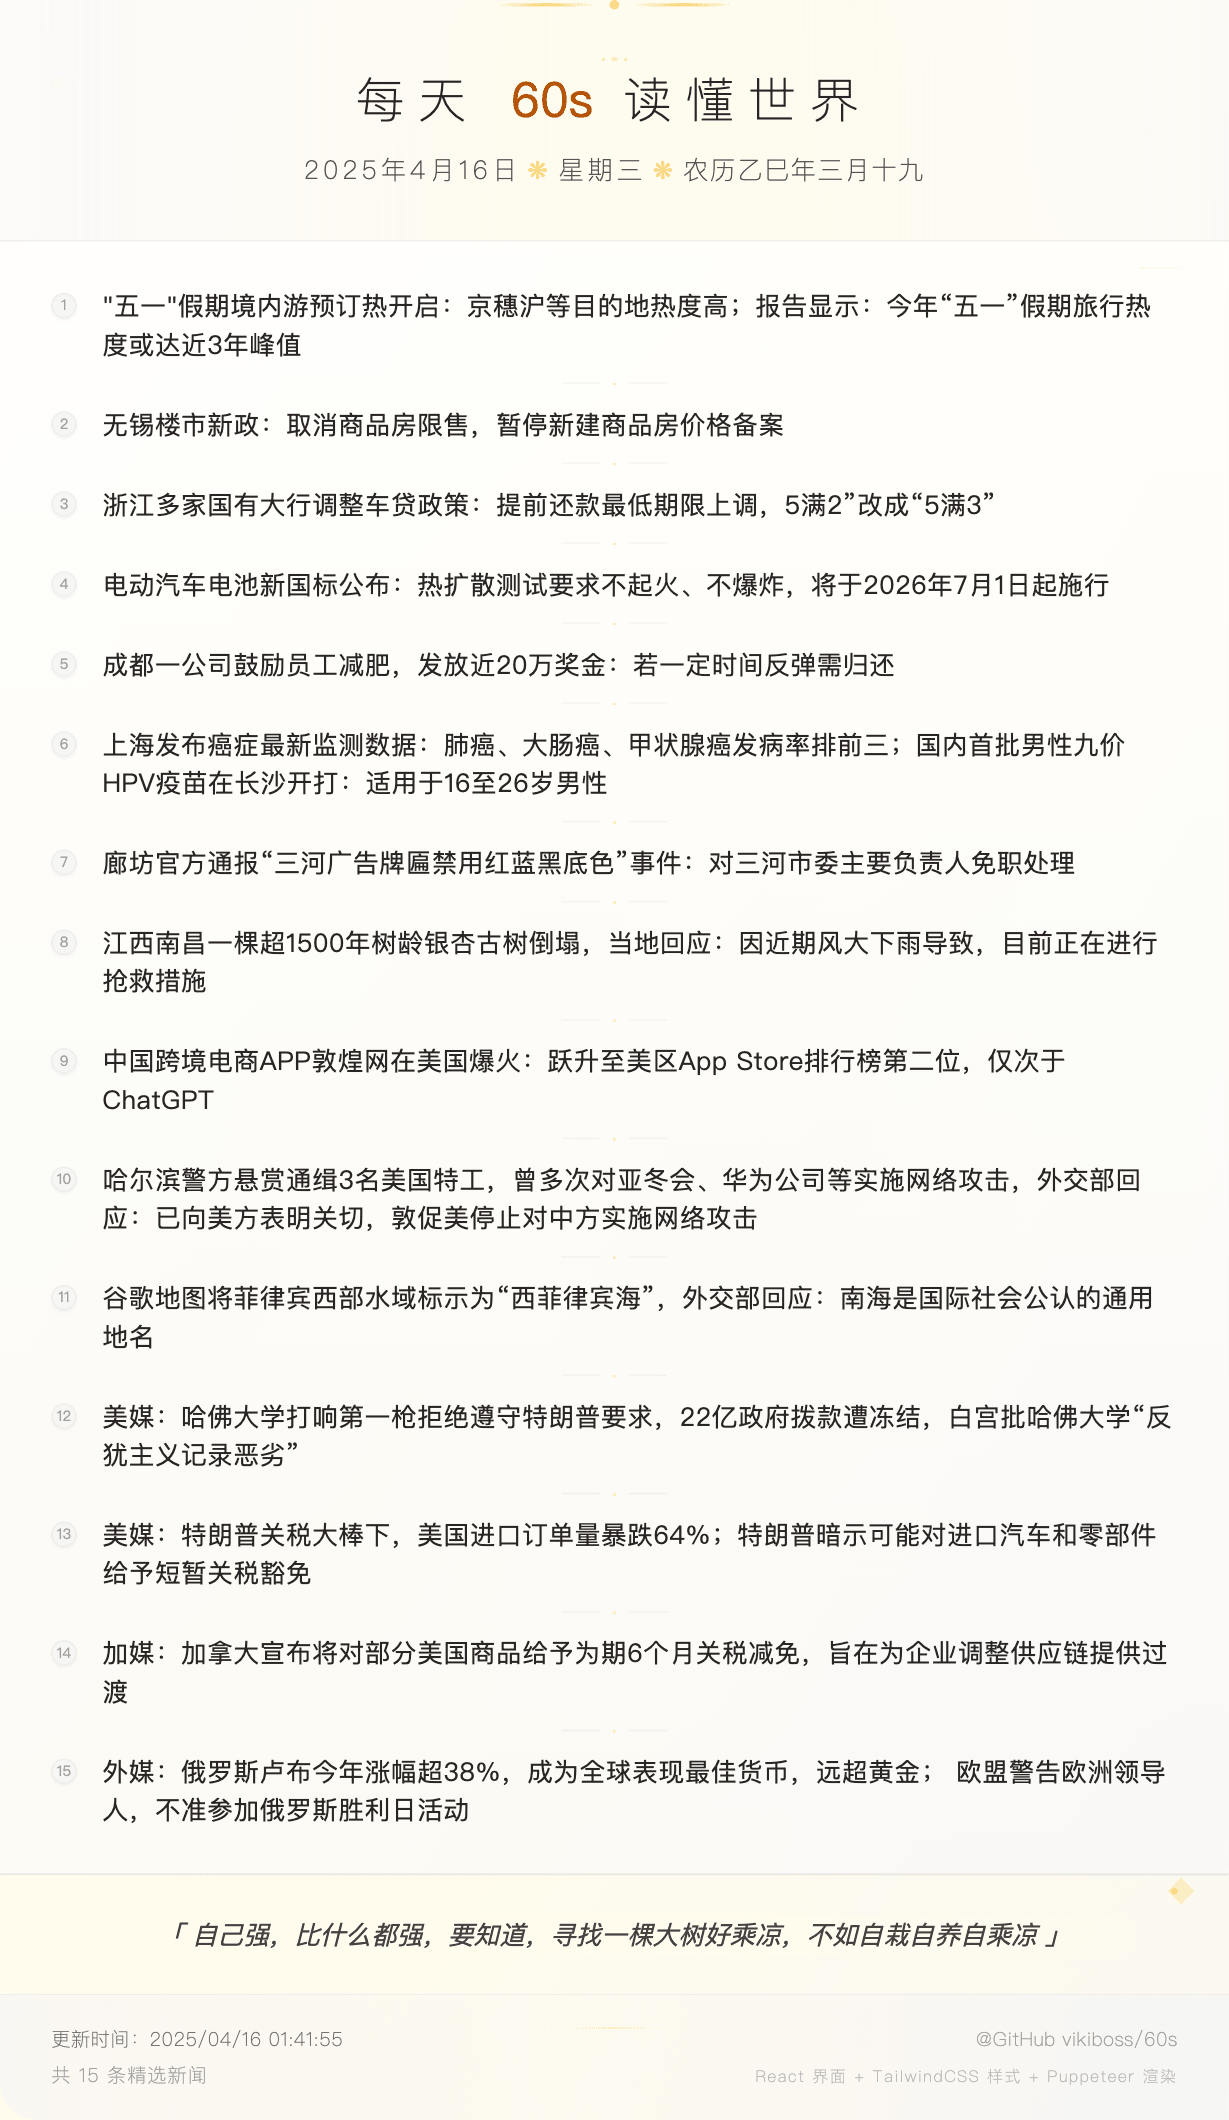 每天 60s 读懂世界
2025年4月16日 ❋ 星期三 ❋ 农历乙巳年三月十九
1 "五一"假期境内游预订热开启：京穗沪等目的地热度高；报告显示：今年“五一”假期旅行热
度或达近3年峰值
2 无锡楼市新政：取消商品房限售，暂停新建商品房价格备案
3 浙江多家国有大行调整车贷政策：提前还款最低期限上调，5满2”改成“5满3”
4 电动汽车电池新国标公布：热扩散测试要求不起火、不爆炸，将于2026年7月1日起施行
5 成都一公司鼓励员工减肥，发放近20万奖金：若一定时间反弹需归还
6 上海发布癌症最新监测数据：肺癌、大肠癌、甲状腺癌发病率排前三；国内首批男性九价
HPV疫苗在长沙开打：适用于16至26岁男性
7 廊坊官方通报“三河广告牌匾禁用红蓝黑底色”事件：对三河市委主要负责人免职处理
8 江西南昌一棵超1500年树龄银杏古树倒塌，当地回应：因近期风大下雨导致，目前正在进行
抢救措施
9 中国跨境电商APP敦煌网在美国爆火：跃升至美区App Store排行榜第二位，仅次于
ChatGPT
10 哈尔滨警方悬赏通缉3名美国特工，曾多次对亚冬会、华为公司等实施网络攻击，外交部回
应：已向美方表明关切，敦促美停止对中方实施网络攻击
11 谷歌地图将菲律宾西部水域标示为“西菲律宾海”，外交部回应：南海是国际社会公认的通用
地名
12 美媒：哈佛大学打响第一枪拒绝遵守特朗普要求，22亿政府拨款遭冻结，白宫批哈佛大学“反
犹主义记录恶劣”
13 美媒：特朗普关税大棒下，美国进口订单量暴跌64%；特朗普暗示可能对进口汽车和零部件
给予短暂关税豁免
14 加媒：加拿大宣布将对部分美国商品给予为期6个月关税减免，旨在为企业调整供应链提供过
渡
15 外媒：俄罗斯卢布今年涨幅超38%，成为全球表现最佳货币，远超黄金； 欧盟警告欧洲领导
人，不准参加俄罗斯胜利日活动
「 自己强，比什么都强，要知道，寻找一棵大树好乘凉，不如自栽自养自乘凉 」
更新时间：2025/04/16 01:41:55
@GitHub vikiboss/60s
共 15 条精选新闻
React 界面 + TailwindCSS 样式 + Puppeteer 渲染